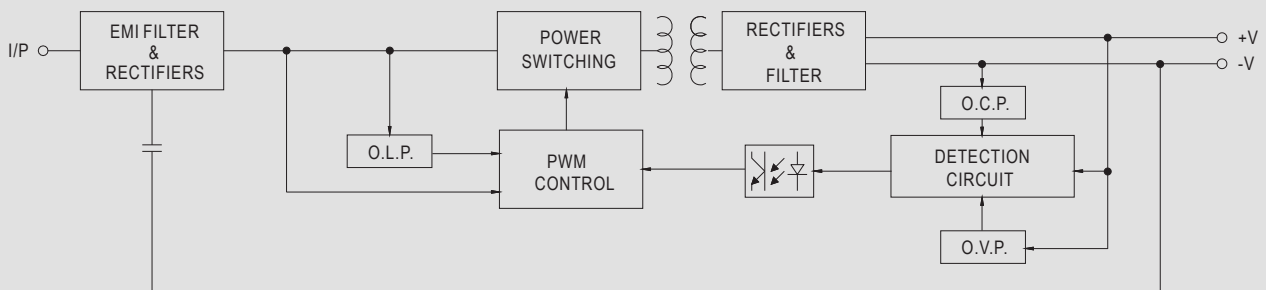 I/P
EMI FILTER
&
RECTIFIERS
POWER
SWITCHING
RECTIFIERS
&
FILTER
+V
-V
O.C.P.
O.L.P.
PWM
CONTROL
DETECTION
CIRCUIT
O.V.P.